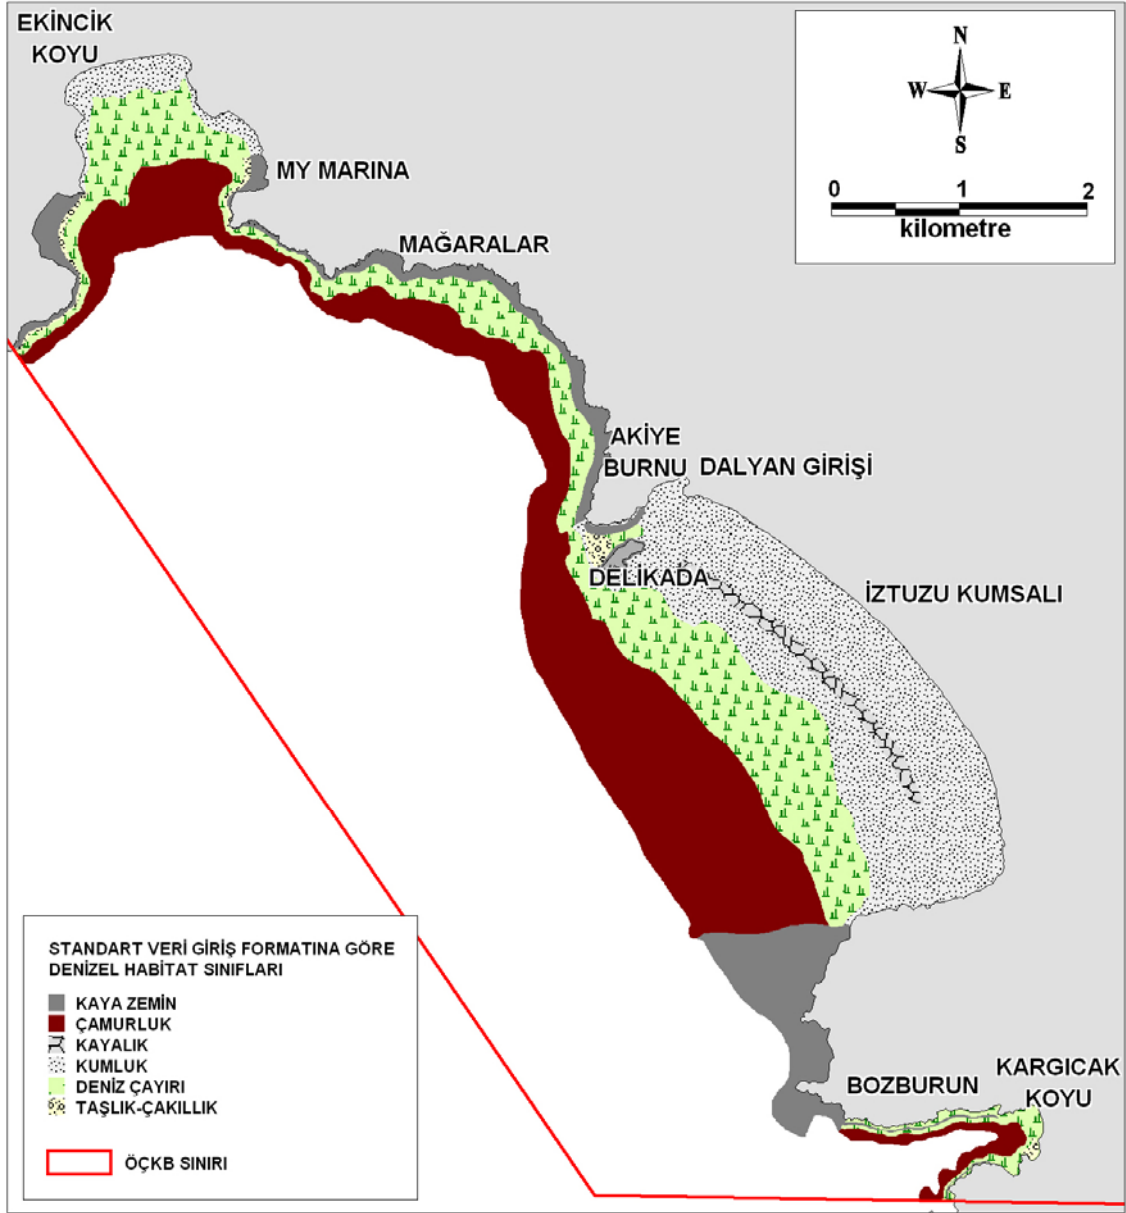 EKİNCİK
KOYU
N
W E
S
0 1 2
kilometre
MY MARINA
MAĞARALAR
AKİYE
BURNU
DALYAN GİRİŞİ
DELİKADA
İZTUZU KUMSALI
STANDART VERİ GİRİŞ FORMATINA GÖRE
DENİZEL HABİTAT SINIFLARI
KAYA ZEMİN
ÇAMURLUK
KAYALIK
KUMLUK
DENİZ ÇAYIRI
TAŞLIK-ÇAKILLIK
ÖÇKB SINIRI
BOZBURUN
KARGICAK
KOYU